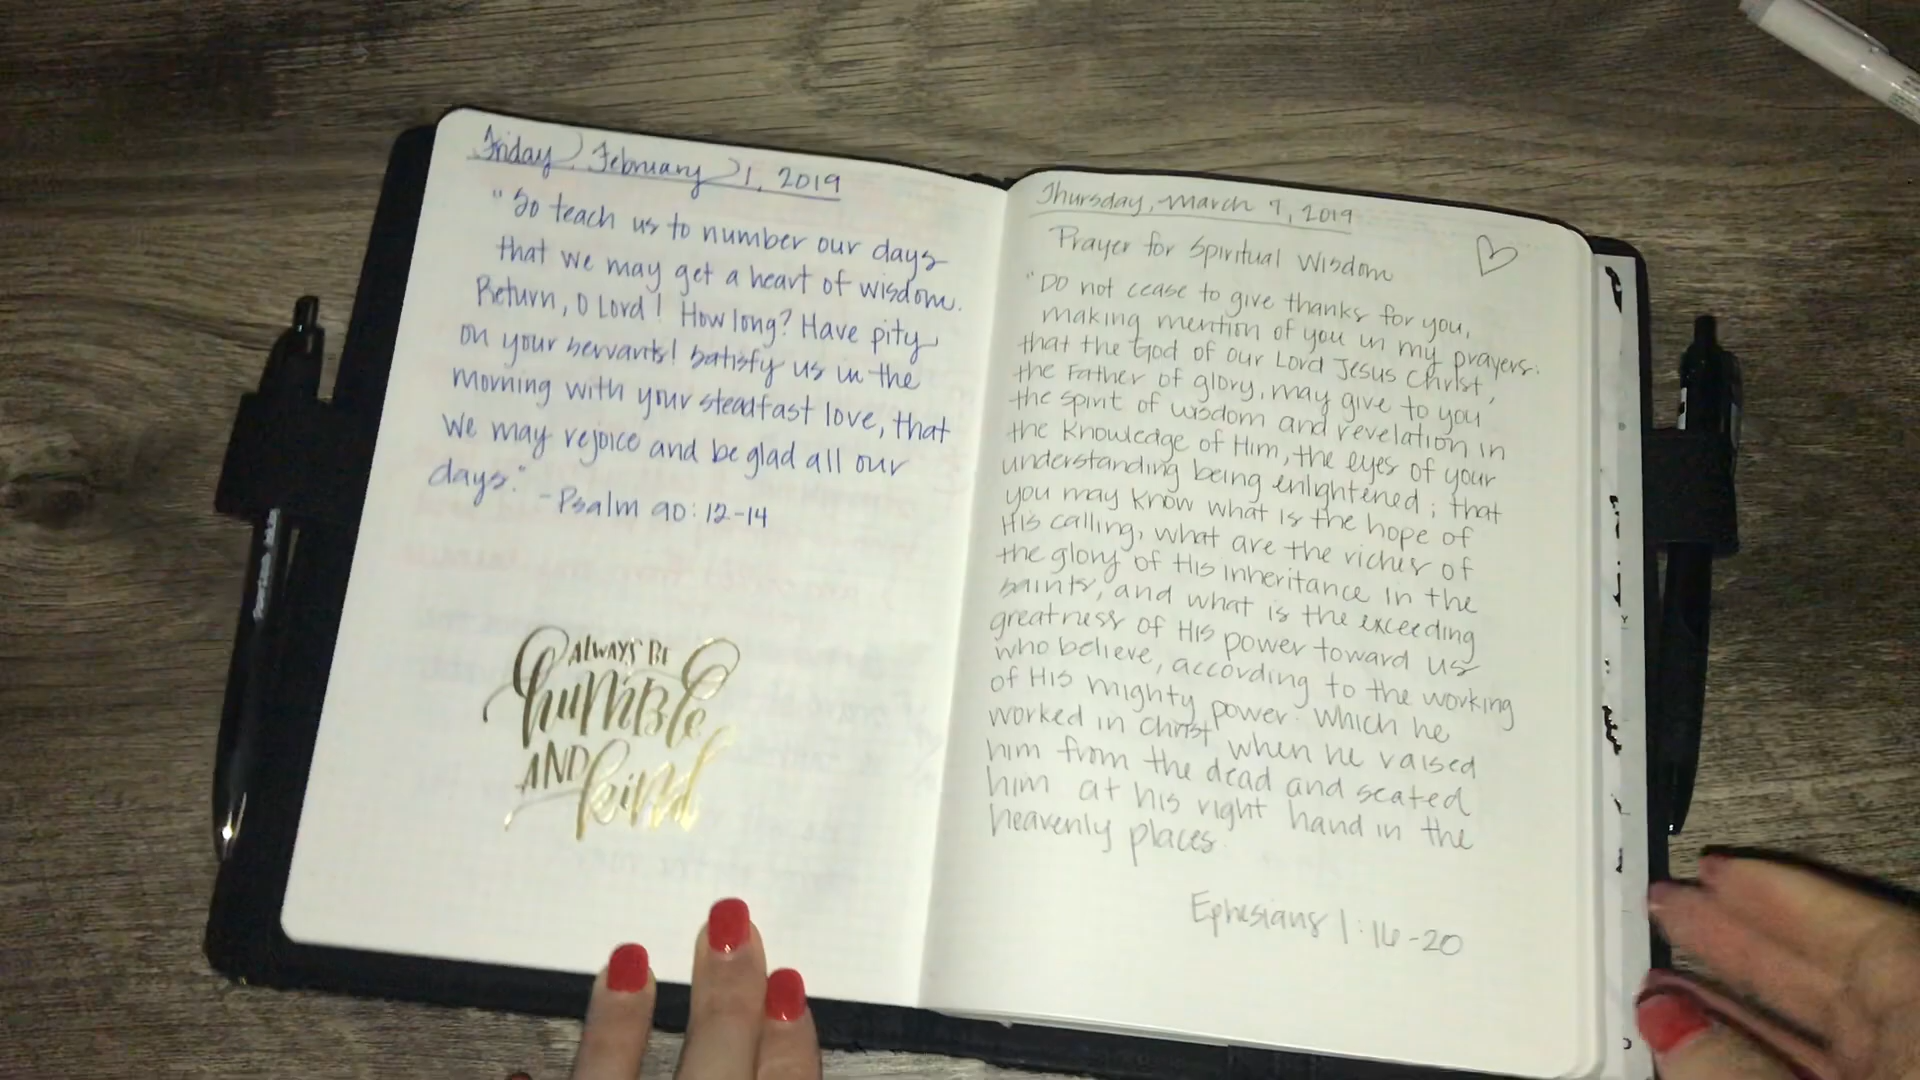 Friday, February 1, 2019
"So teach us to number our days
that we may get a heart of wisdom.
Return, O Lord! How long? Have pity
on your servants! Satisfy us in the
morning with your steadfast love, that
we may rejoice and be glad all our
days." -Psalm 90:12-14
ALWAYS BE
humble
AND kind
Thursday, March 7, 2019
Prayer for Spiritual Wisdom
"Do not cease to give thanks for you,
making mention of you in my prayers:
that the God of our Lord Jesus Christ,
the Father of glory, may give to you
the spirit of wisdom and revelation in
the knowledge of Him, the eyes of your
understanding being enlightened; that
you may know what is the hope of
His calling, what are the riches of
the glory of His inheritance in the
saints, and what is the exceeding
greatness of His power toward us
who believe, according to the working
of His mighty power. Which he
worked in Christ when he raised
him from the dead and seated
him at his right hand in the
heavenly places.
Ephesians 1:16-20